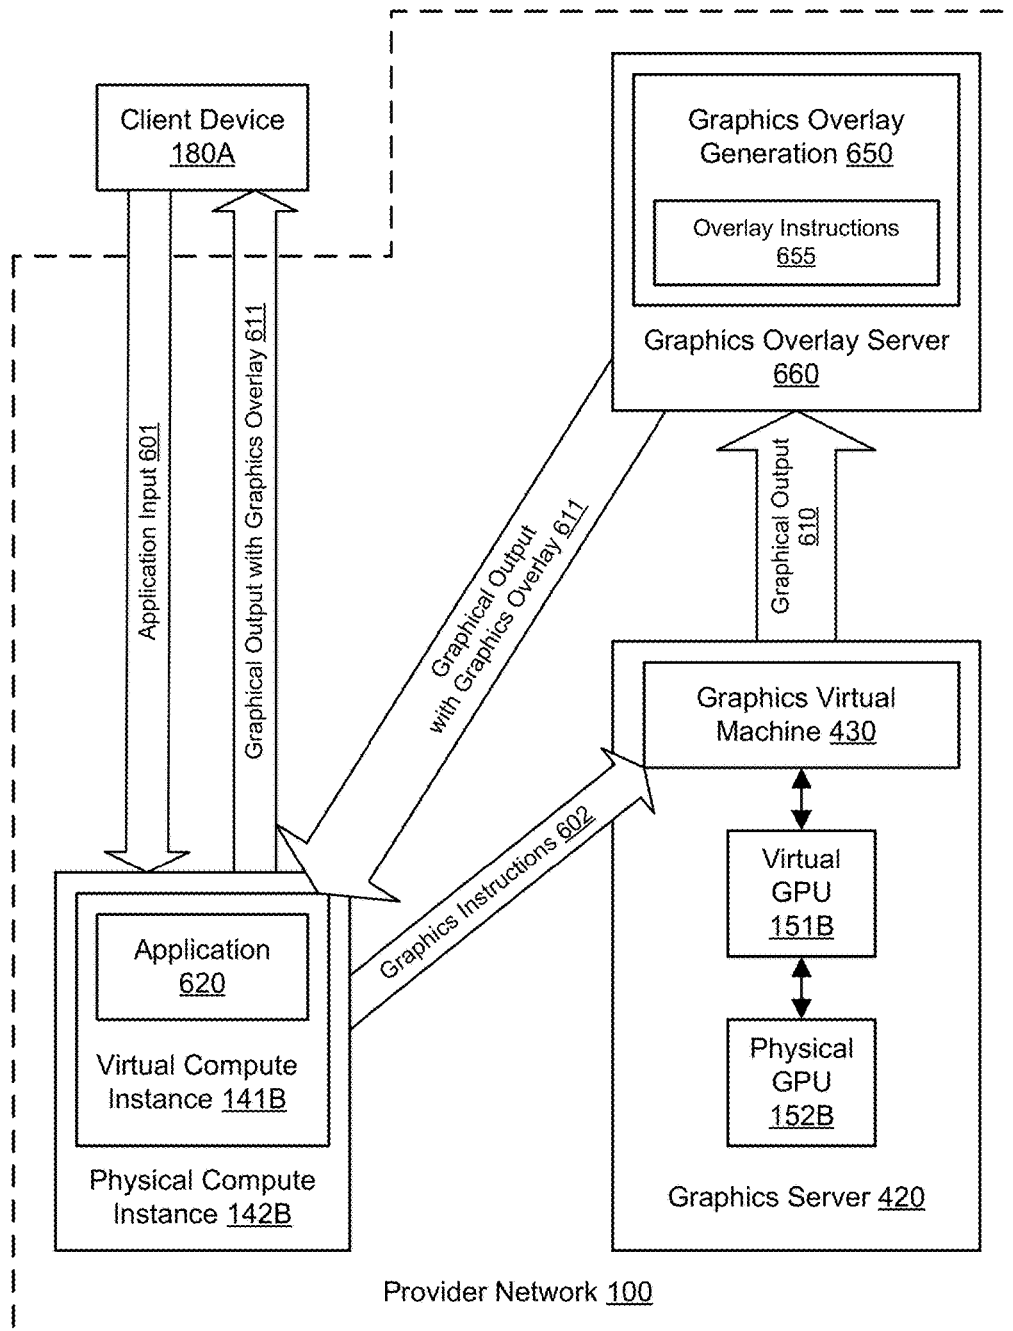 Client Device
180A
Graphics Overlay
Generation 650
Overlay Instructions
655
Graphics Overlay Server
660
Application Input 601
Graphical Output with Graphics Overlay 611
Graphical Output
with Graphics Overlay 611
Graphical Output
610
Graphics Instructions 602
Graphics Virtual
Machine 430
Virtual
GPU
151B
Physical
GPU
152B
Graphics Server 420
Application
620
Virtual Compute
Instance 141B
Physical Compute
Instance 142B
Provider Network 100